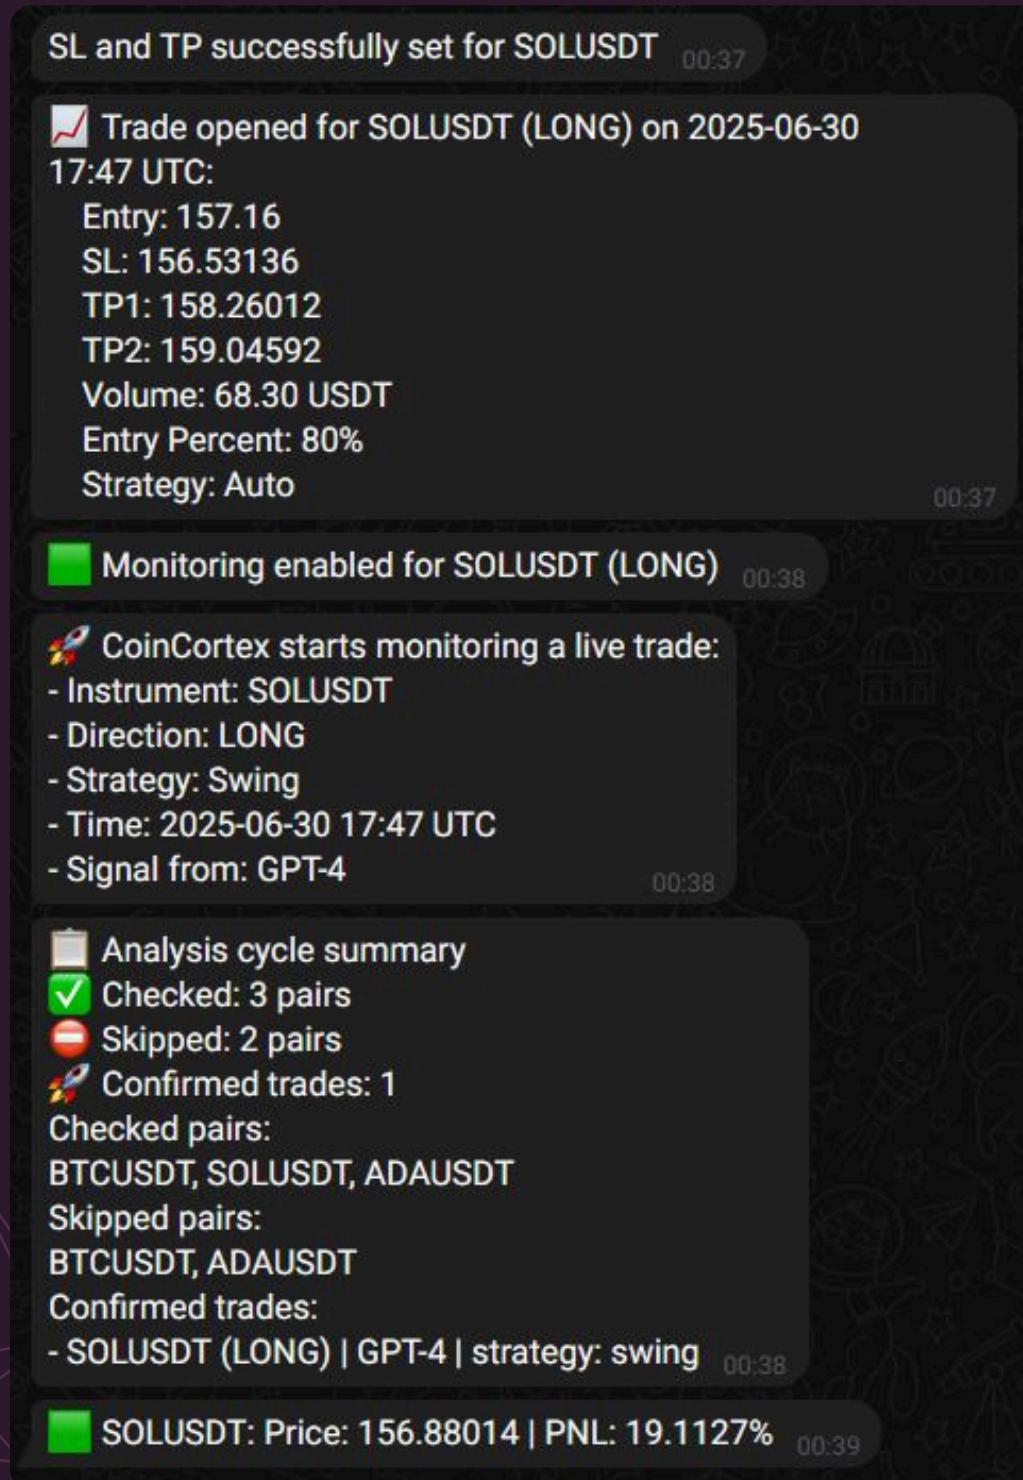 SL and TP successfully set for SOLUSDT 00:37
📈 Trade opened for SOLUSDT (LONG) on 2025-06-30
17:47 UTC:
Entry: 157.16
SL: 156.53136
TP1: 158.26012
TP2: 159.04592
Volume: 68.30 USDT
Entry Percent: 80%
Strategy: Auto
00:37
🟩 Monitoring enabled for SOLUSDT (LONG) 00:38
🚀 CoinCortex starts monitoring a live trade:
- Instrument: SOLUSDT
- Direction: LONG
- Strategy: Swing
- Time: 2025-06-30 17:47 UTC
- Signal from: GPT-4
00:38
📋 Analysis cycle summary
✅ Checked: 3 pairs
⛔ Skipped: 2 pairs
🚀 Confirmed trades: 1
Checked pairs:
BTCUSDT, SOLUSDT, ADAUSDT
Skipped pairs:
BTCUSDT, ADAUSDT
Confirmed trades:
- SOLUSDT (LONG) | GPT-4 | strategy: swing 00:38
🟩 SOLUSDT: Price: 156.88014 | PNL: 19.1127% 00:39